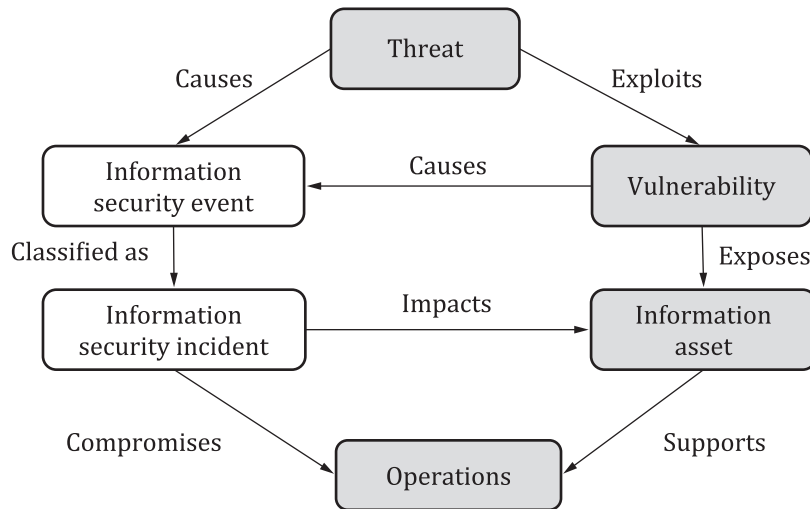 Threat
Causes
Exploits
Information
security event
Causes
Vulnerability
Classified as
Exposes
Information
security incident
Impacts
Information
asset
Compromises
Supports
Operations